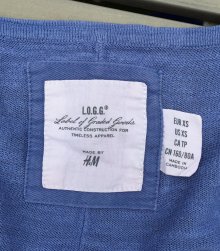 L.O.G.G.®
Label of Graded Goods
AUTHENTIC CONSTRUCTION FOR
TIMELESS APPAREL
MADE BY
H&M
EUR XS
US XS
CA TP
CN 160/80A
MADE IN
CAMBODIA